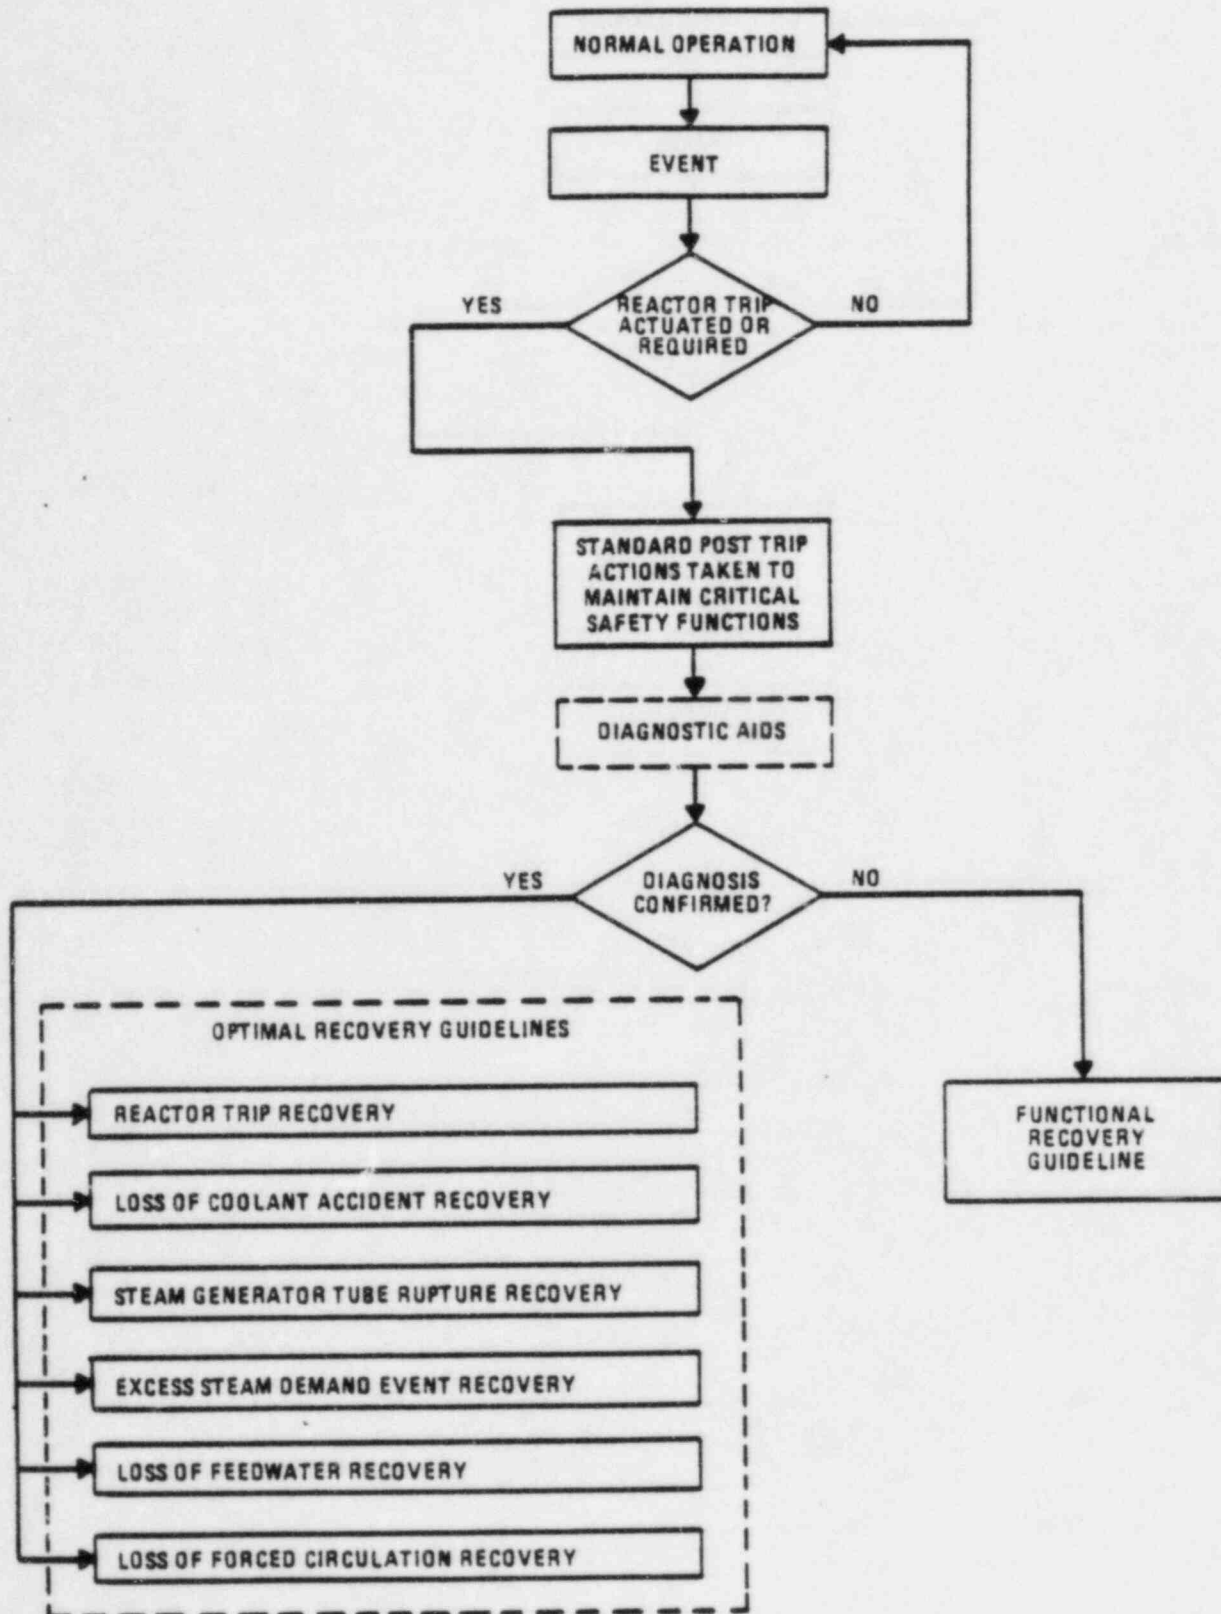 NORMAL OPERATION
EVENT
YES
REACTOR TRIP
ACTUATED OR
REQUIRED
NO
STANDARD POST TRIP
ACTIONS TAKEN TO
MAINTAIN CRITICAL
SAFETY FUNCTIONS
DIAGNOSTIC AIDS
YES
DIAGNOSIS
CONFIRMED?
NO
OPTIMAL RECOVERY GUIDELINES
REACTOR TRIP RECOVERY
LOSS OF COOLANT ACCIDENT RECOVERY
STEAM GENERATOR TUBE RUPTURE RECOVERY
EXCESS STEAM DEMAND EVENT RECOVERY
LOSS OF FEEDWATER RECOVERY
LOSS OF FORCED CIRCULATION RECOVERY
FUNCTIONAL
RECOVERY
GUIDELINE